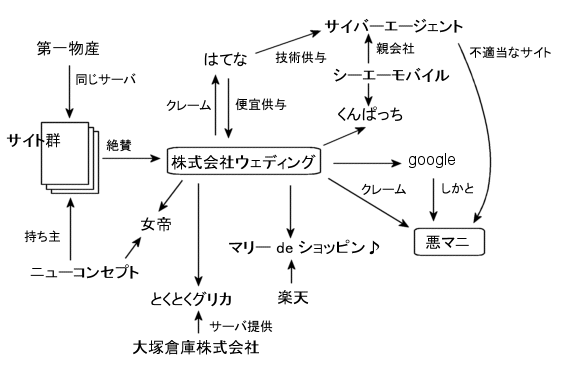 サイバーエージェント
第一物産
はてな
技術供与
親会社
不適当なサイト
同じサーバ
シーエーモバイル
クレーム
便宜供与
くんぱっち
サイト群
絶賛
株式会社ウェディング
google
クレーム
しかと
持ち主
女帝
マリー de ショッピン♪
悪マニ
ニューコンセプト
とくとくグリカ
楽天
サーバ提供
大塚倉庫株式会社